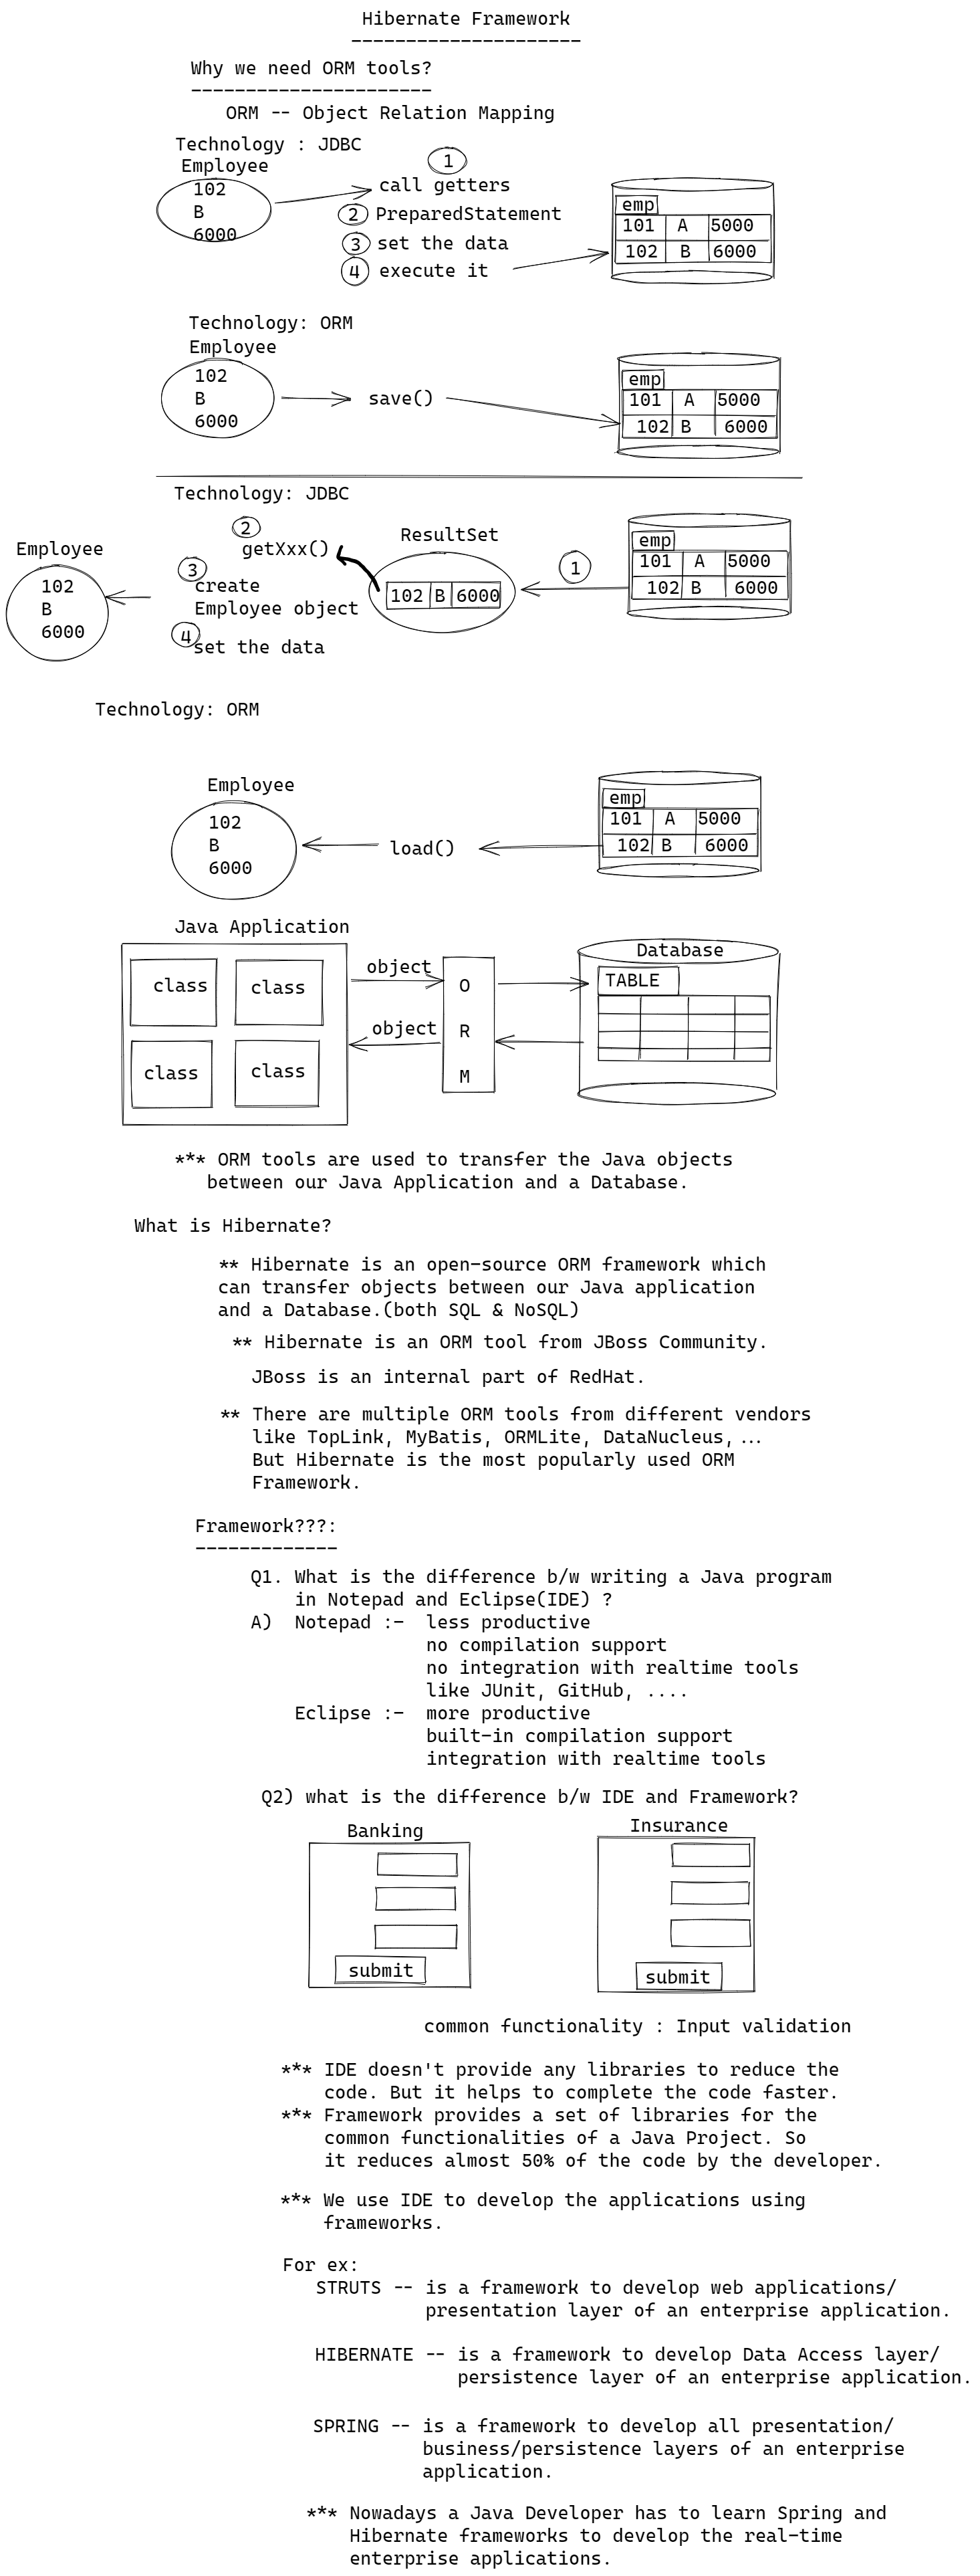 Hibernate Framework
---------------------
Why we need ORM tools?
----------------------
ORM -- Object Relation Mapping
Technology : JDBC
Employee
102
B
6000
1
call getters
2 PreparedStatement
3 set the data
4 execute it
emp
101 A 5000
102 B 6000
Technology: ORM
Employee
102
B
6000
save()
emp
101 A 5000
102 B 6000
Technology: JDBC
Employee
102
B
6000
2
getXxx()
3
create
Employee object
4
set the data
ResultSet
102 B 6000
1
emp
101 A 5000
102 B 6000
Technology: ORM
Employee
102
B
6000
load()
emp
101 A 5000
102 B 6000
Java Application
class class
class class
object
object
O
R
M
Database
TABLE
*** ORM tools are used to transfer the Java objects
between our Java Application and a Database.
What is Hibernate?
** Hibernate is an open-source ORM framework which
can transfer objects between our Java application
and a Database.(both SQL & NoSQL)
** Hibernate is an ORM tool from JBoss Community.
JBoss is an internal part of RedHat.
** There are multiple ORM tools from different vendors
like TopLink, MyBatis, ORMLite, DataNucleus,...
But Hibernate is the most popularly used ORM
Framework.
Framework???:
-------------
Q1. What is the difference b/w writing a Java program
in Notepad and Eclipse(IDE) ?
A) Notepad :- less productive
no compilation support
no integration with realtime tools
like JUnit, GitHub, ....
Eclipse :- more productive
built-in compilation support
integration with realtime tools
Q2) what is the difference b/w IDE and Framework?
Banking
submit
Insurance
submit
common functionality : Input validation
*** IDE doesn't provide any libraries to reduce the
code. But it helps to complete the code faster.
*** Framework provides a set of libraries for the
common functionalities of a Java Project. So
it reduces almost 50% of the code by the developer.
*** We use IDE to develop the applications using
frameworks.
For ex:
STRUTS -- is a framework to develop web applications/
presentation layer of an enterprise application.
HIBERNATE -- is a framework to develop Data Access layer/
persistence layer of an enterprise application.
SPRING -- is a framework to develop all presentation/
business/persistence layers of an enterprise
application.
*** Nowadays a Java Developer has to learn Spring and
Hibernate frameworks to develop the real-time
enterprise applications.